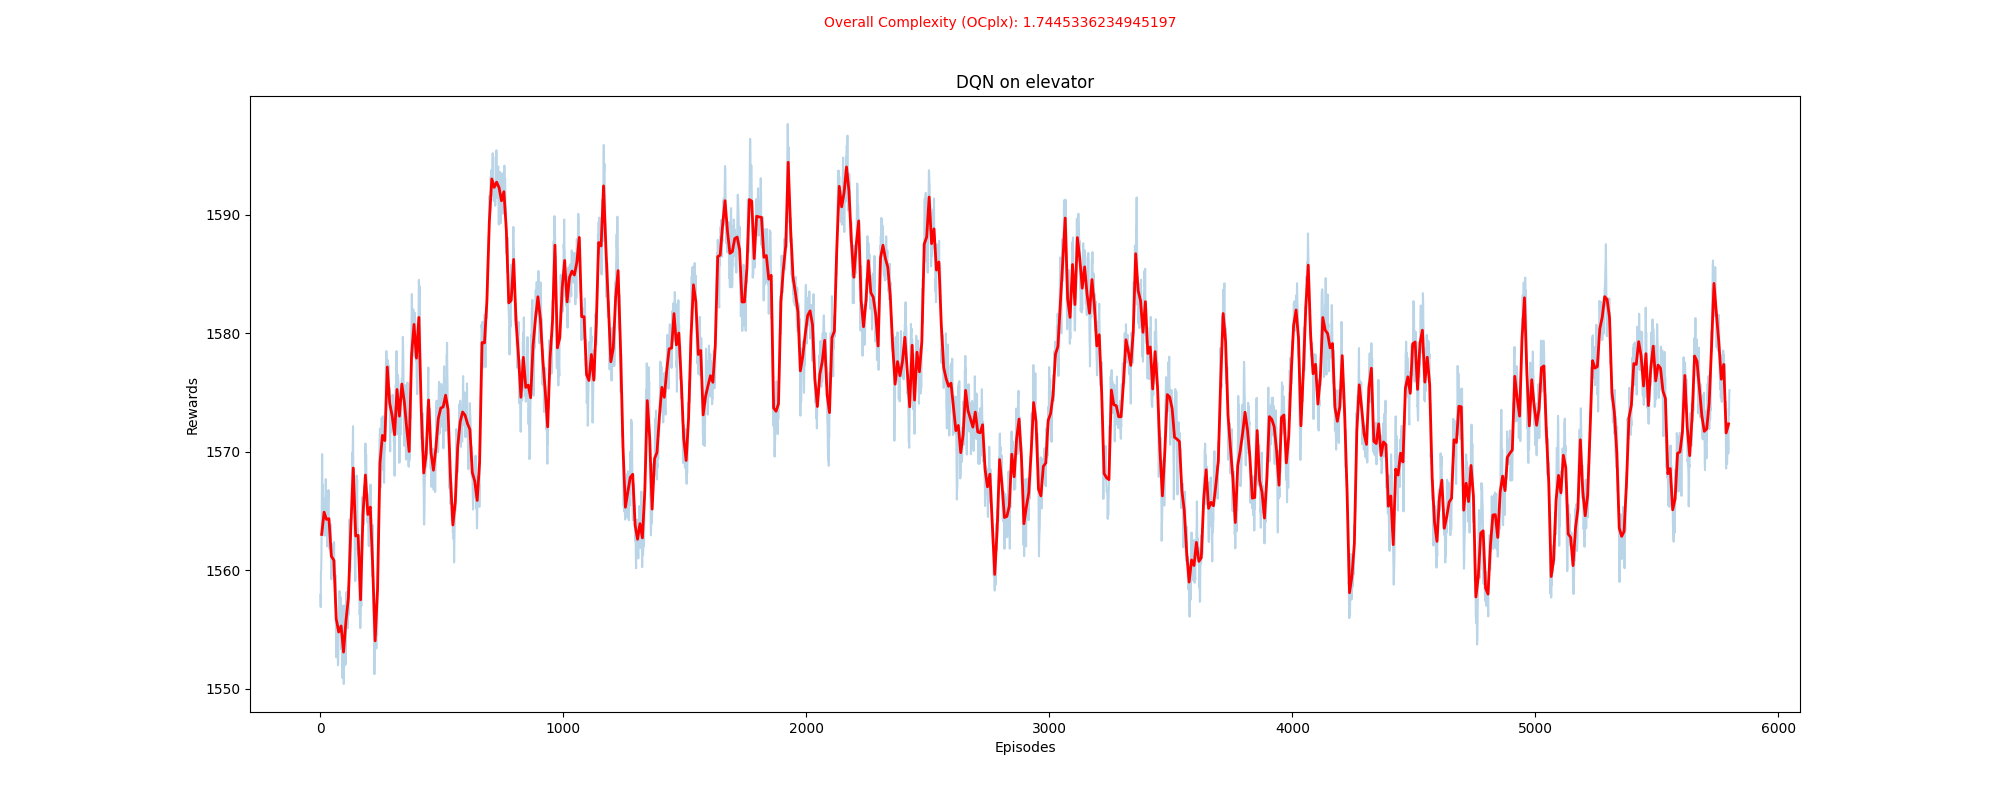 Overall Complexity (OCplx): 1.7445336234945197
DQN on elevator
Rewards
1590
1580
1570
1560
1550
0 1000 2000 3000 4000 5000 6000
Episodes